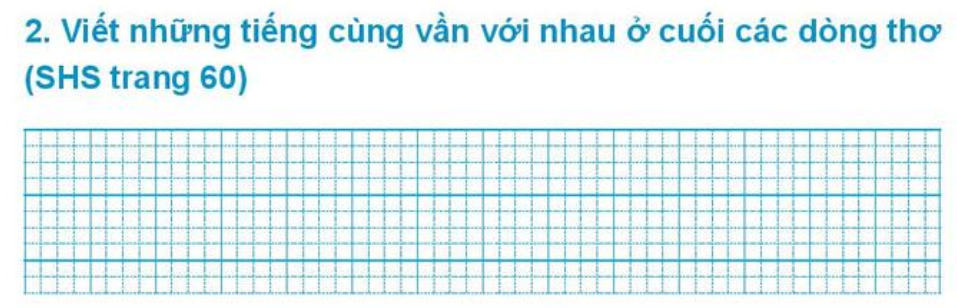 2. Viết những tiếng cùng vần với nhau ở cuối các dòng thơ
(SHS trang 60)